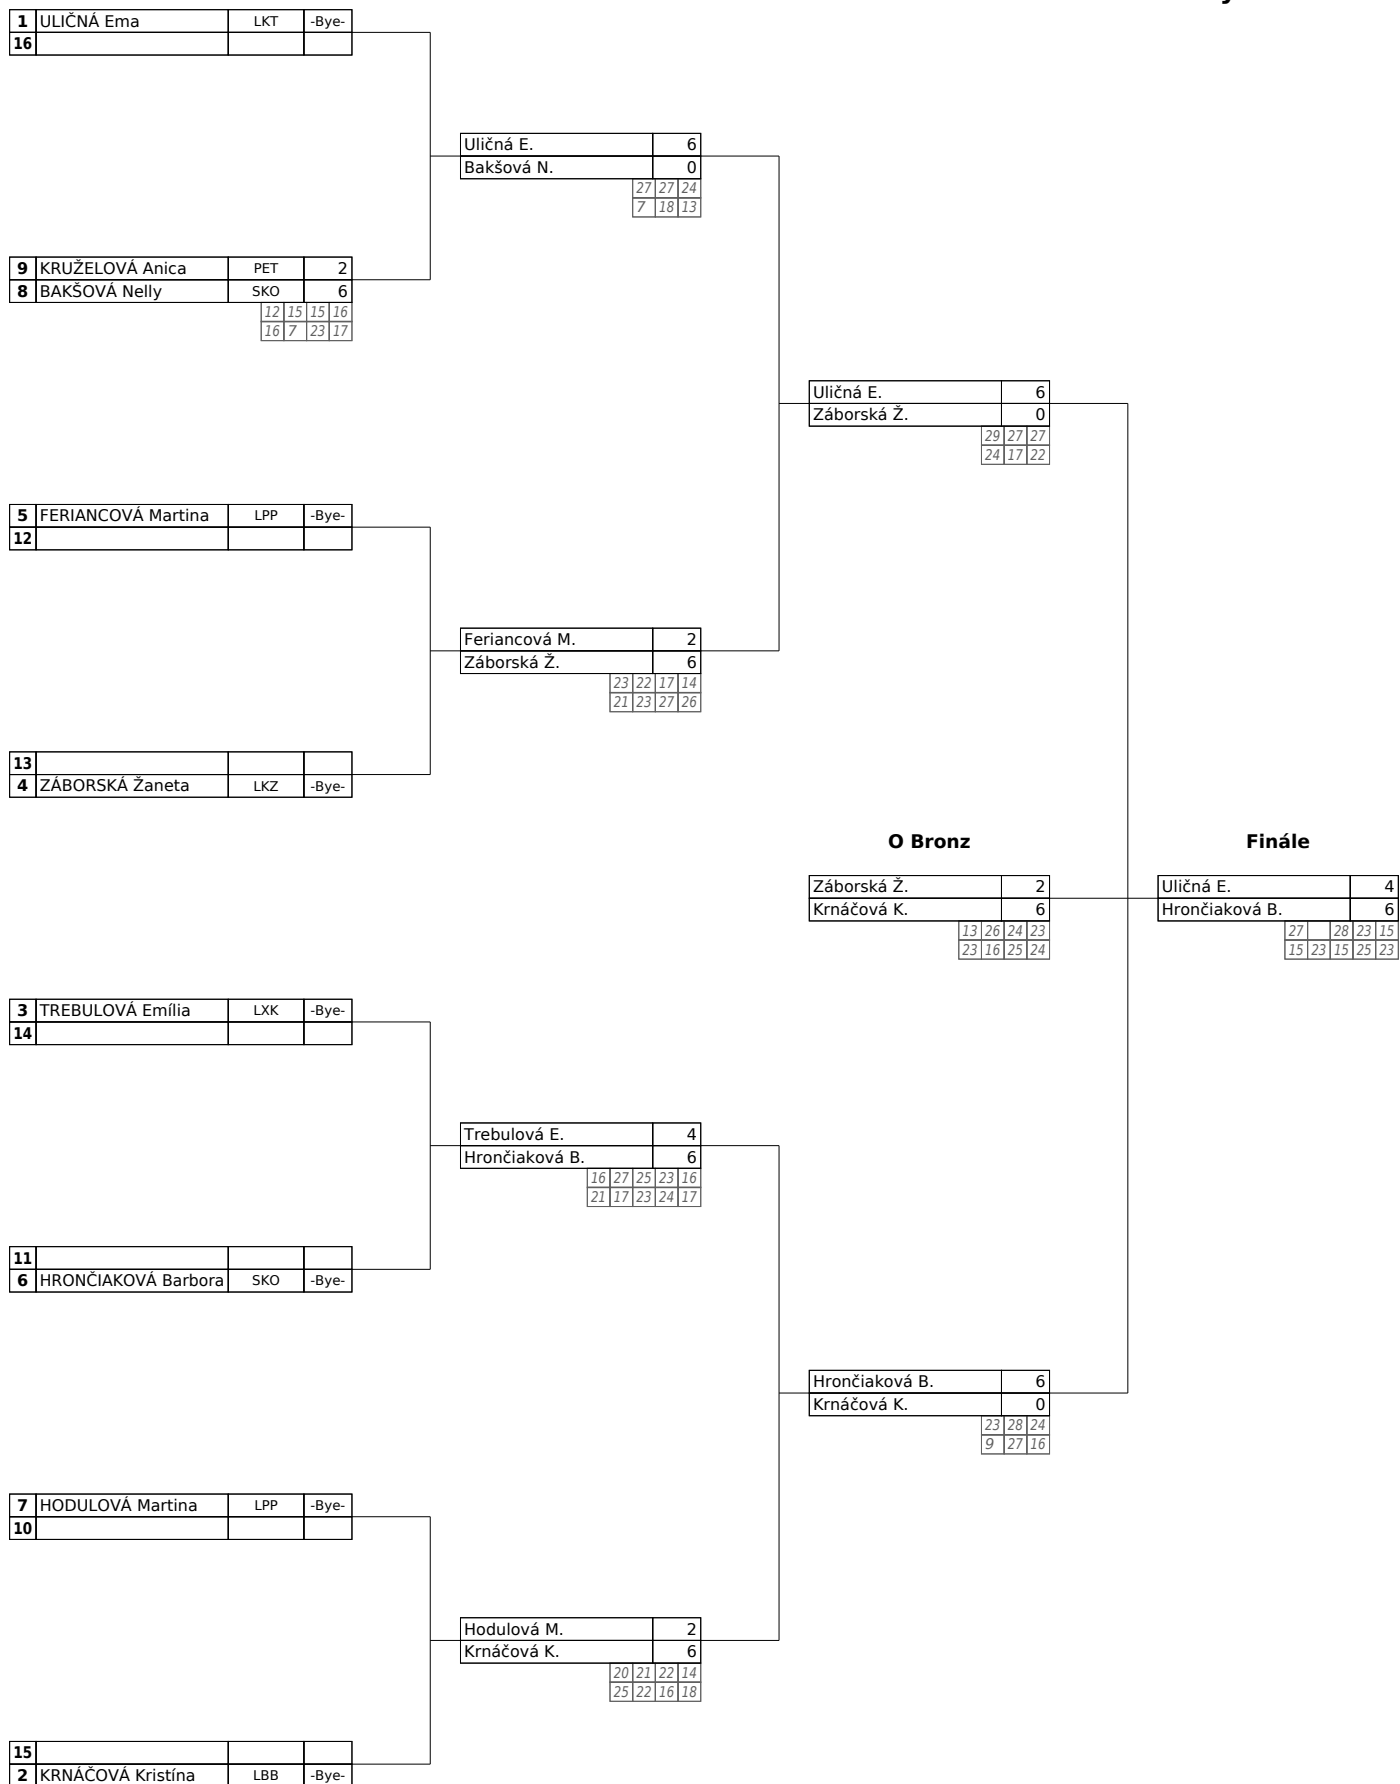 1 ULIČNÁ Ema LKT -Bye-
16
Uličná E. 6
Bakšová N. 0
27 27 24
7 18 13
9 KRUŽELOVÁ Anica PET 2
8 BAKŠOVÁ Nelly SKO 6
12 15 15 16
16 7 23 17
Uličná E. 6
Záborská Ž. 0
29 27 27
24 17 22
5 FERIANCOVÁ Martina LPP -Bye-
12
Feriancová M. 2
Záborská Ž. 6
23 22 17 14
21 23 27 26
13
4 ZÁBORSKÁ Žaneta LKZ -Bye-
O Bronz Finále
Záborská Ž. 2
Krnáčová K. 6
13 26 24 23
23 16 25 24
Uličná E. 4
Hrončiaková B. 6
27 28 23 15
15 23 15 25 23
3 TREBULOVÁ Emília LXK -Bye-
14
Trebulová E. 4
Hrončiaková B. 6
16 27 25 23 16
21 17 23 24 17
11
6 HRONČIAKOVÁ Barbora SKO -Bye-
Hrončiaková B. 6
Krnáčová K. 0
23 28 24
9 27 16
7 HODULOVÁ Martina LPP -Bye-
10
Hodulová M. 2
Krnáčová K. 6
20 21 22 14
25 22 16 18
15
2 KRNÁČOVÁ Kristína LBB -Bye-